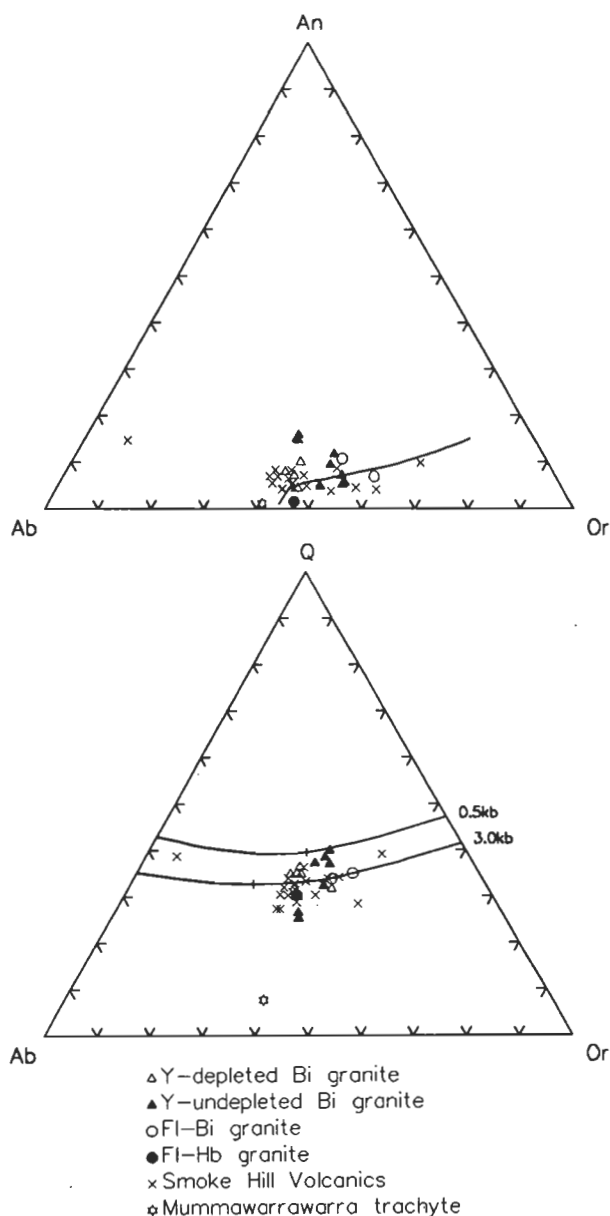 An
Ab
Or
Q
0.5kb
3.0kb
Ab
Or
Y-depleted Bi granite
Y-undepleted Bi granite
Fl-Bi granite
Fl-Hb granite
Smoke Hill Volcanics
Mummawarrawarra trachyte